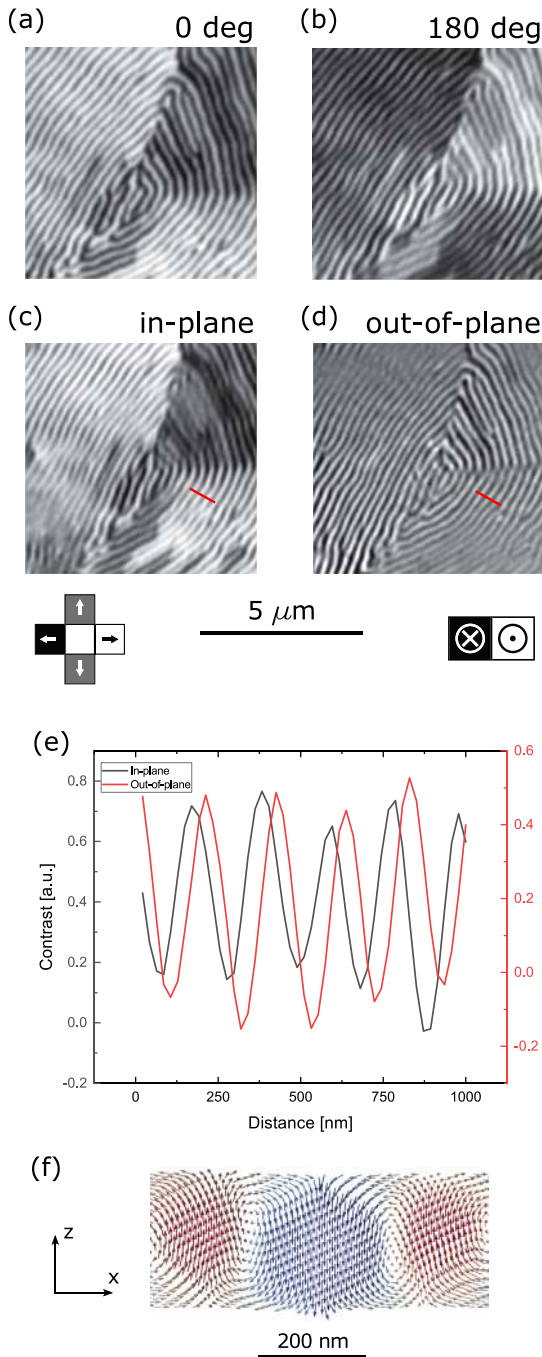 (a) 0 deg
(b) 180 deg
(c) in-plane
(d) out-of-plane
5 μm
(e)
In-plane
Out-of-plane
0.8
0.6
0.4
0.2
0.0
-0.2
Contrast [a.u.]
0.6
0.4
0.2
0.0
-0.2
0 250 500 750 1000
Distance [nm]
(f)
z
x
200 nm